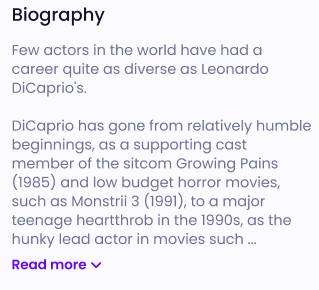 Biography
Few actors in the world have had a
career quite as diverse as Leonardo
DiCaprio's.
DiCaprio has gone from relatively humble
beginnings, as a supporting cast
member of the sitcom Growing Pains
(1985) and low budget horror movies,
such as Monstrii 3 (1991), to a major
teenage heartthrob in the 1990s, as the
hunky lead actor in movies such ...
Read more